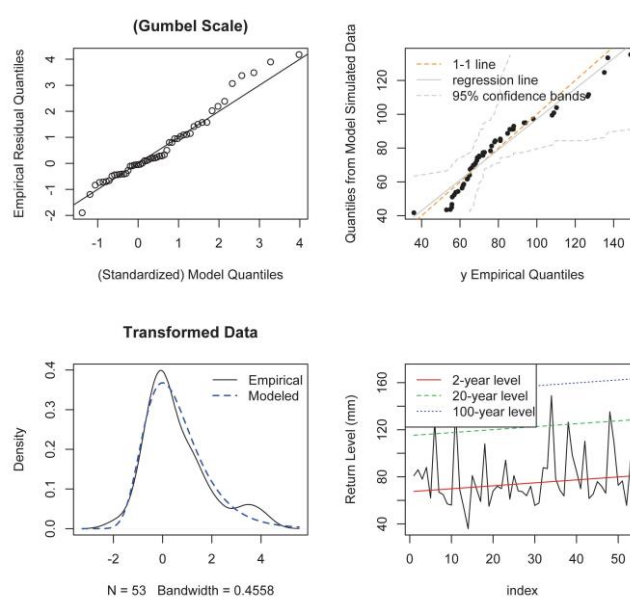 (Gumbel Scale)
Empirical Residual Quantiles
-2 -1 0 1 2 3 4
-1 0 1 2 3 4
(Standardized) Model Quantiles
Quantiles from Model Simulated Data
40 60 80 100 120
1-1 line
regression line
95% confidence bands
40 60 80 100 120 140
y Empirical Quantiles
Transformed Data
Density
0.0 0.1 0.2 0.3 0.4
Empirical
Modeled
-2 0 2 4
N = 53 Bandwidth = 0.4558
Return Level (mm)
40 80 120 160
2-year level
20-year level
100-year level
0 10 20 30 40 50
index